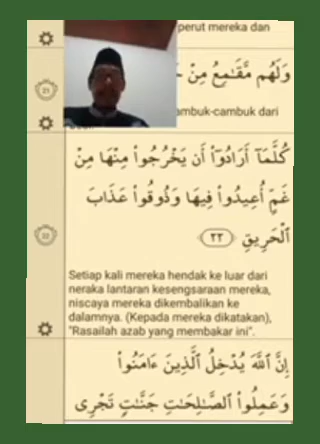 perut mereka dan
وَلَهُم مَّقَٰمِعُ مِنْ
21
ambuk-cambuk dari
كُلَّمَآ أَرَادُوٓا۟ أَن يَخْرُجُوا۟ مِنْهَا مِنْ
غَمٍّ أُعِيدُوا۟ فِيهَا وَذُوقُوا۟ عَذَابَ
ٱلْحَرِيقِ ٢٢
22
Setiap kali mereka hendak ke luar dari
neraka lantaran kesengsaraan mereka,
niscaya mereka dikembalikan ke
dalamnya. (Kepada mereka dikatakan),
"Rasailah azab yang membakar ini".
إِنَّ ٱللَّهَ يُدْخِلُ ٱلَّذِينَ ءَامَنُوا۟
وَعَمِلُوا۟ ٱلصَّٰلِحَٰتِ جَنَّٰتٍ تَجْرِى